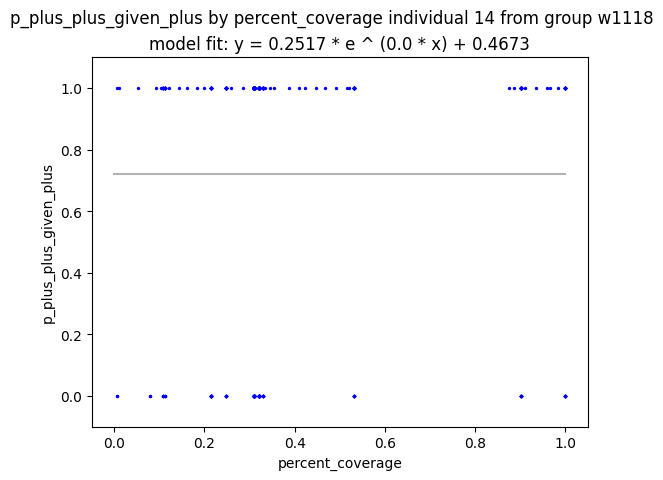 p_plus_plus_given_plus by percent_coverage individual 14 from group w1118
model fit: y = 0.2517 * e ^ (0.0 * x) + 0.4673
1.0
0.8
0.6
0.4
0.2
0.0
p_plus_plus_given_plus
0.0 0.2 0.4 0.6 0.8 1.0
percent_coverage